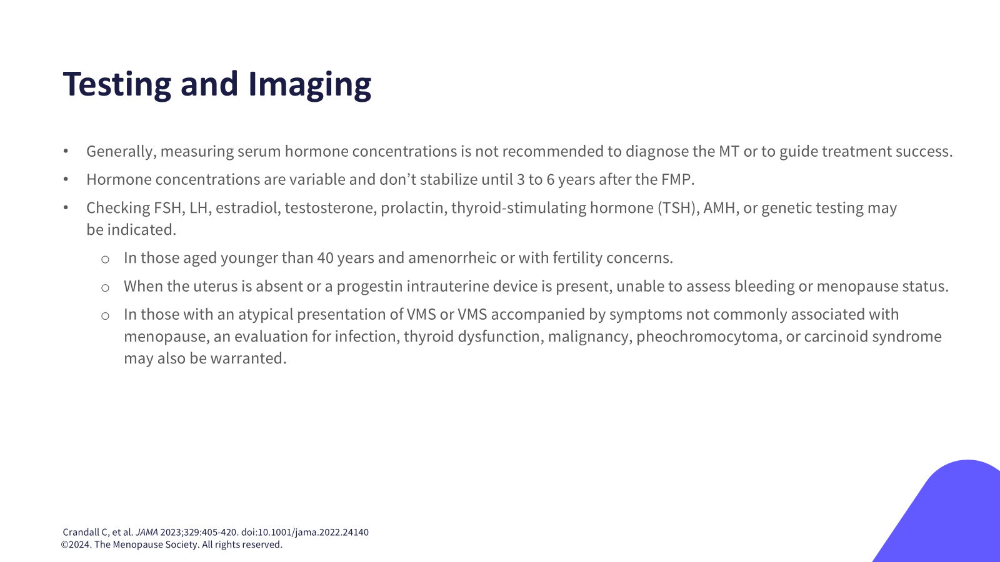 Testing and Imaging
• Generally, measuring serum hormone concentrations is not recommended to diagnose the MT or to guide treatment success.
• Hormone concentrations are variable and don’t stabilize until 3 to 6 years after the FMP.
• Checking FSH, LH, estradiol, testosterone, prolactin, thyroid-stimulating hormone (TSH), AMH, or genetic testing may
be indicated.
o In those aged younger than 40 years and amenorrheic or with fertility concerns.
o When the uterus is absent or a progestin intrauterine device is present, unable to assess bleeding or menopause status.
o In those with an atypical presentation of VMS or VMS accompanied by symptoms not commonly associated with
menopause, an evaluation for infection, thyroid dysfunction, malignancy, pheochromocytoma, or carcinoid syndrome
may also be warranted.
Crandall C, et al. JAMA 2023;329:405-420. doi:10.1001/jama.2022.24140
©2024. The Menopause Society. All rights reserved.